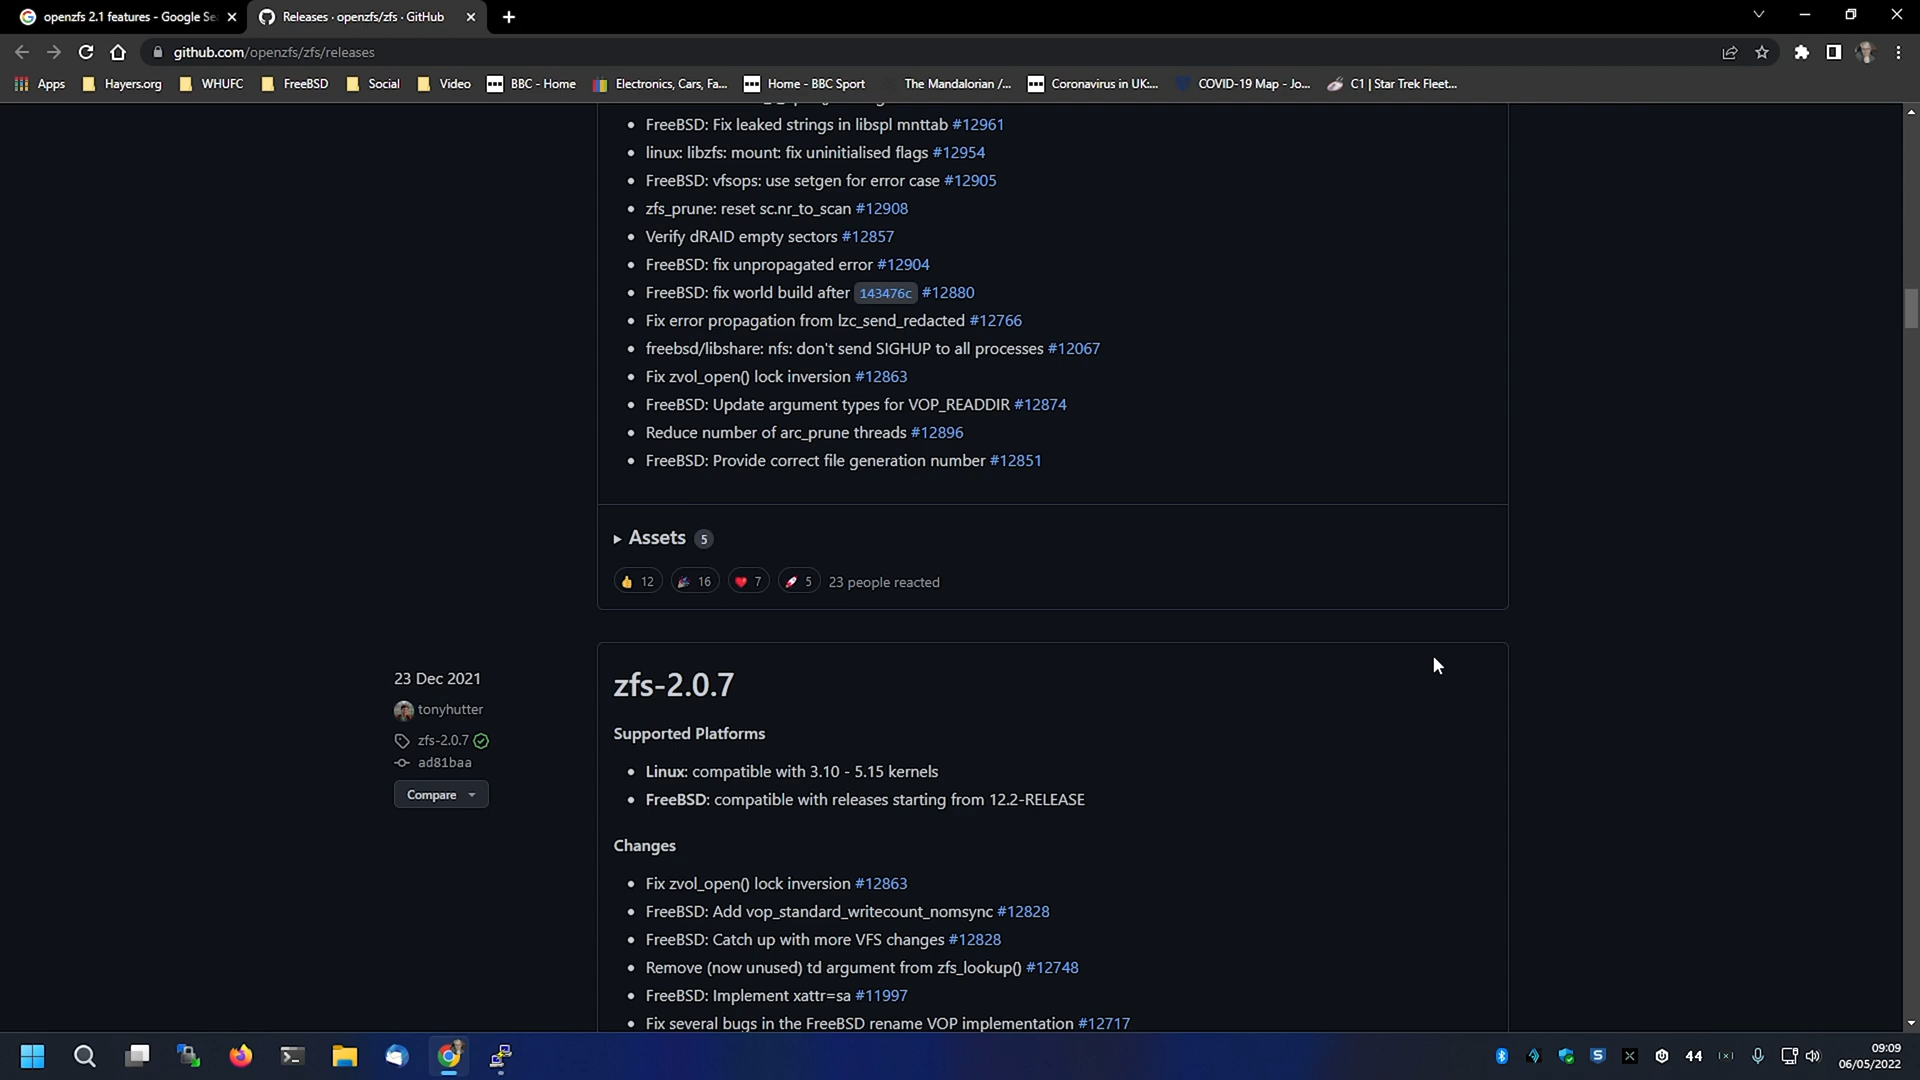 openzfs 2.1 features - Google Se
Releases · openzfs/zfs · GitHub
github.com/openzfs/zfs/releases
Apps
Hayers.org
WHUFC
FreeBSD
Social
Video
BBC - Home
Electronics, Cars, Fa...
Home - BBC Sport
The Mandalorian /...
Coronavirus in UK:...
COVID-19 Map - Jo...
C1 | Star Trek Fleet...
FreeBSD: Fix leaked strings in libspl mnttab #12961
linux: libzfs: mount: fix uninitialised flags #12954
FreeBSD: vfsops: use setgen for error case #12905
zfs_prune: reset sc.nr_to_scan #12908
Verify dRAID empty sectors #12857
FreeBSD: fix unpropagated error #12904
FreeBSD: fix world build after 143476c #12880
Fix error propagation from lzc_send_redacted #12766
freebsd/libshare: nfs: don't send SIGHUP to all processes #12067
Fix zvol_open() lock inversion #12863
FreeBSD: Update argument types for VOP_READDIR #12874
Reduce number of arc_prune threads #12896
FreeBSD: Provide correct file generation number #12851
Assets 5
12
16
7
5
23 people reacted
23 Dec 2021
tonyhutter
zfs-2.0.7
ad81baa
Compare
zfs-2.0.7
Supported Platforms
Linux: compatible with 3.10 - 5.15 kernels
FreeBSD: compatible with releases starting from 12.2-RELEASE
Changes
Fix zvol_open() lock inversion #12863
FreeBSD: Add vop_standard_writecount_nomsync #12828
FreeBSD: Catch up with more VFS changes #12828
Remove (now unused) td argument from zfs_lookup() #12748
FreeBSD: Implement xattr=sa #11997
Fix several bugs in the FreeBSD rename VOP implementation #12717
44
09:09
06/05/2022